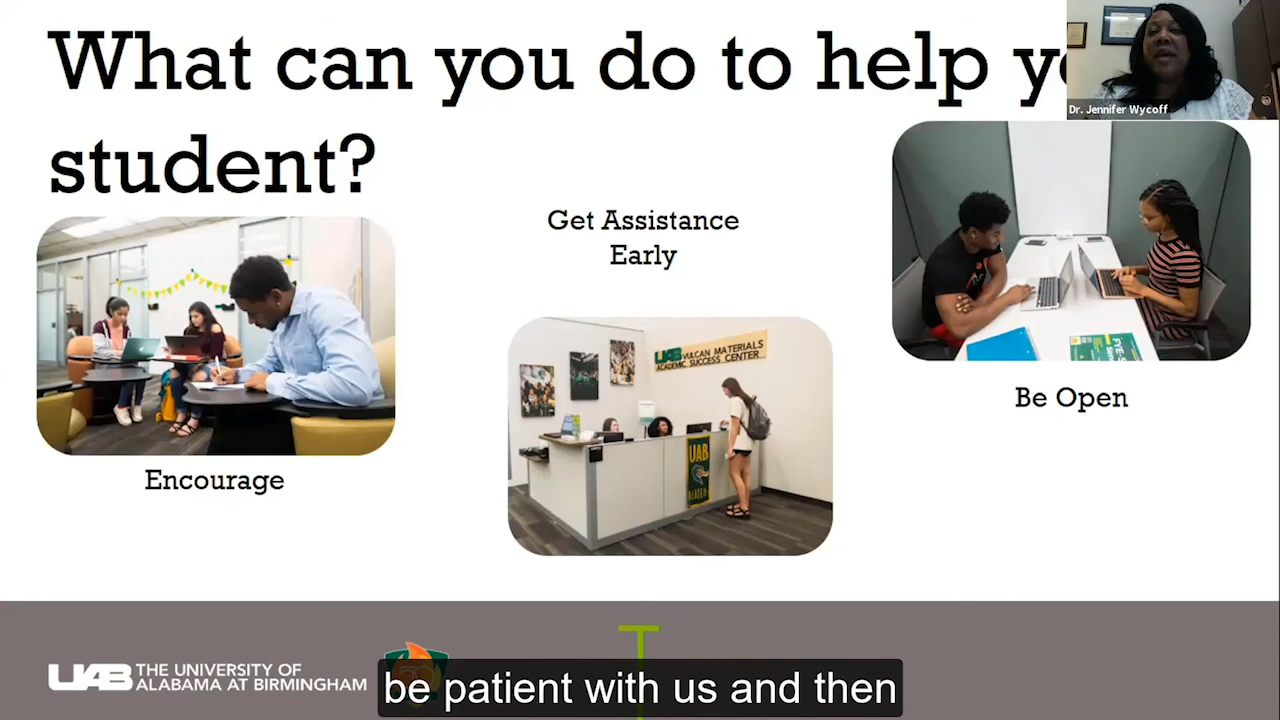 What can you do to help
student?
Dr. Jennifer Wycoff
Get Assistance
Early
UAB VULCAN MATERIALS
ACADEMIC SUCCESS CENTER
UAB
Be Open
Encourage
UAB THE UNIVERSITY OF
ALABAMA AT BIRMINGHAM
be patient with us and then